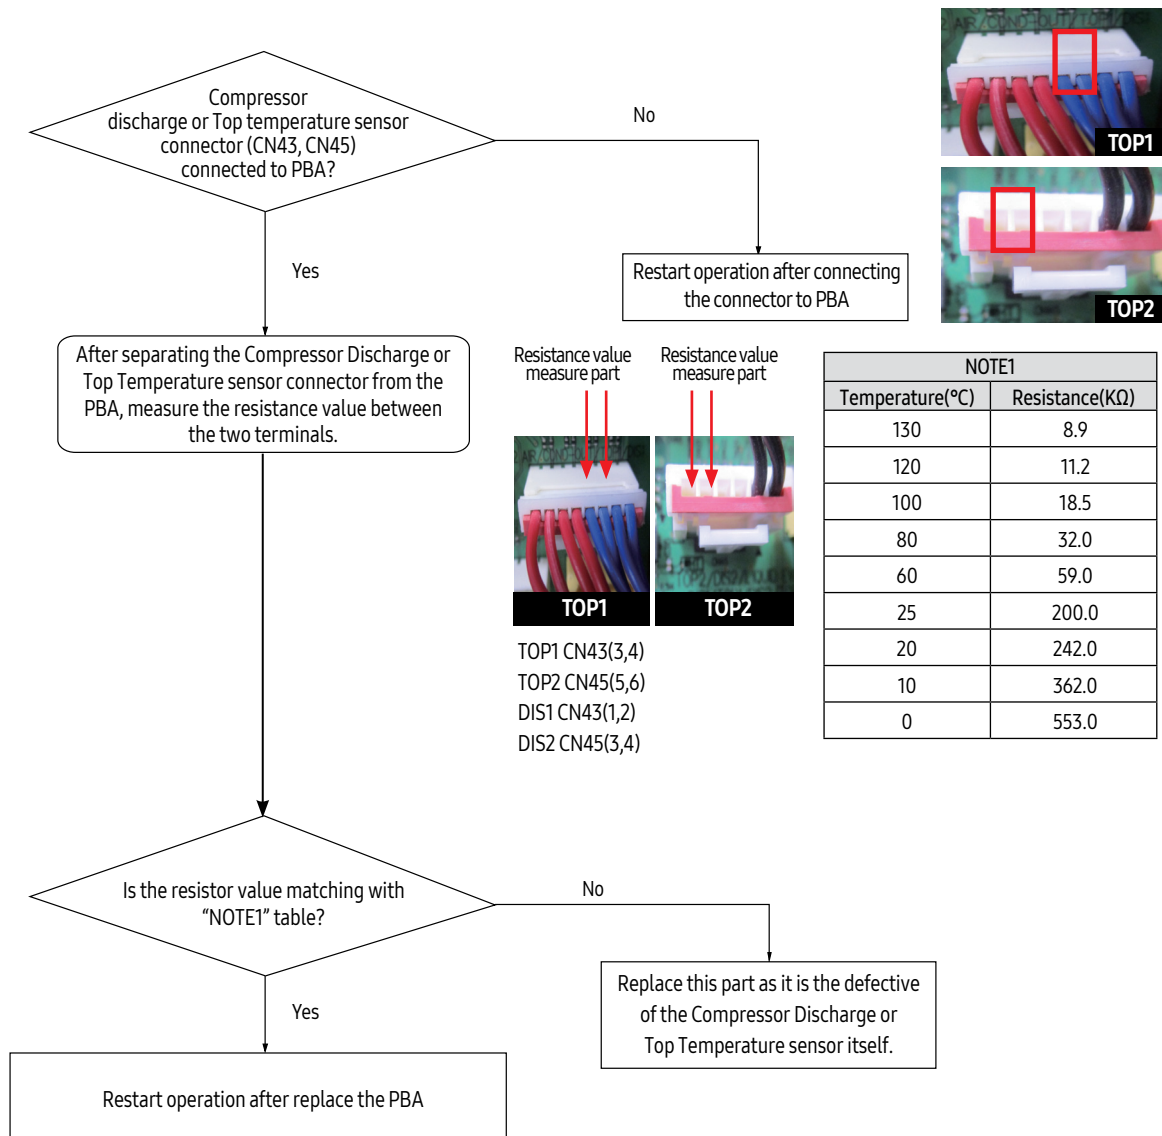 Compressor
discharge or Top temperature sensor
connector (CN43, CN45)
connected to PBA?
No
Yes
Restart operation after connecting
the connector to PBA
AIR/COND-OUT/TOP1/DIS1
TOP1
TOP2
After separating the Compressor Discharge or
Top Temperature sensor connector from the
PBA, measure the resistance value between
the two terminals.
Resistance value
measure part
Resistance value
measure part
TOP1
TOP2
TOP1 CN43(3,4)
TOP2 CN45(5,6)
DIS1 CN43(1,2)
DIS2 CN45(3,4)
NOTE1
Temperature(°C) Resistance(KΩ)
130 8.9
120 11.2
100 18.5
80 32.0
60 59.0
25 200.0
20 242.0
10 362.0
0 553.0
Is the resistor value matching with
“NOTE1” table?
No
Yes
Replace this part as it is the defective
of the Compressor Discharge or
Top Temperature sensor itself.
Restart operation after replace the PBA